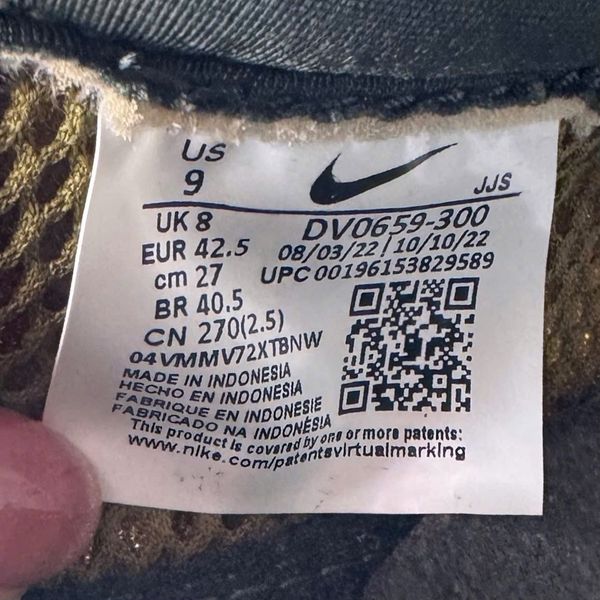 US
9
JJS
UK 8
DV0659-300
EUR 42.5
08/03/22 | 10/10/22
cm 27
UPC 00196153829589
BR 40.5
CN 270(2.5)
04VMMV72XTBNW
MADE IN INDONESIA
HECHO EN INDONESIA
FABRIQUE EN INDONESIE
FABRICADO NA INDONÉSIA
This product is covered by one or more patents:
www.nike.com/patentsvirtualmarking